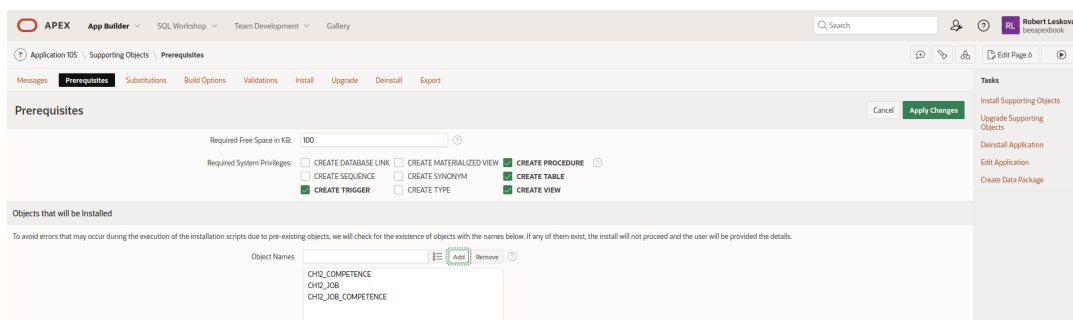 APEX App Builder SQL Workshop Team Development Gallery Search RL Robert Leskova
beeapexbook
Application 105 \ Supporting Objects \ Prerequisites Edit Page 6
Messages Prerequisites Substitutions Build Options Validations Install Upgrade Deinstall Export Tasks
Prerequisites Cancel Apply Changes
Install Supporting Objects
Upgrade Supporting
Objects
Deinstall Application
Edit Application
Create Data Package
Required Free Space in KB: 100
Required System Privileges: CREATE DATABASE LINK CREATE MATERIALIZED VIEW CREATE PROCEDURE
CREATE SEQUENCE CREATE SYNONYM CREATE TABLE
CREATE TRIGGER CREATE TYPE CREATE VIEW
Objects that will be Installed
To avoid errors that may occur during the execution of the installation scripts due to pre-existing objects, we will check for the existence of objects with the names below. If any of them exist, the install will not proceed and the user will be provided the details.
Object Names Add Remove
CH12_COMPETENCE
CH12_JOB
CH12_JOB_COMPETENCE